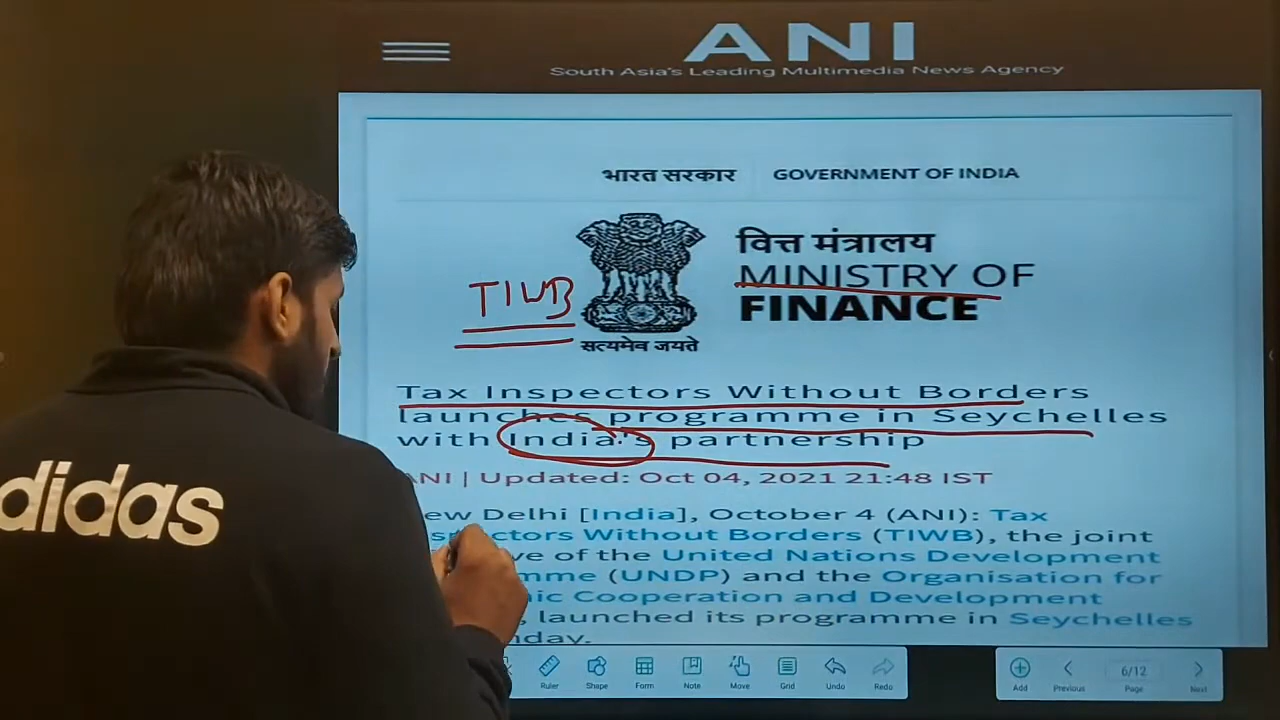 ANI
South Asia's Leading Multimedia News Agency
भारत सरकार GOVERNMENT OF INDIA
वित्त मंत्रालय
MINISTRY OF
FINANCE
TIWB
सत्यमेव जयते
Tax Inspectors Without Borders
launches programme in Seychelles
with India's partnership
ANI | Updated: Oct 04, 2021 21:48 IST
Delhi [India], October 4 (ANI): Tax
Without Borders (TIWB), the joint
of the United Nations Development
(UNDP) and the Organisation for
Cooperation and Development
launched its programme in Seychelles
adidas
Ruler Shape Form Note Move Grid Undo Redo
Add Previous 6/12 Page Next